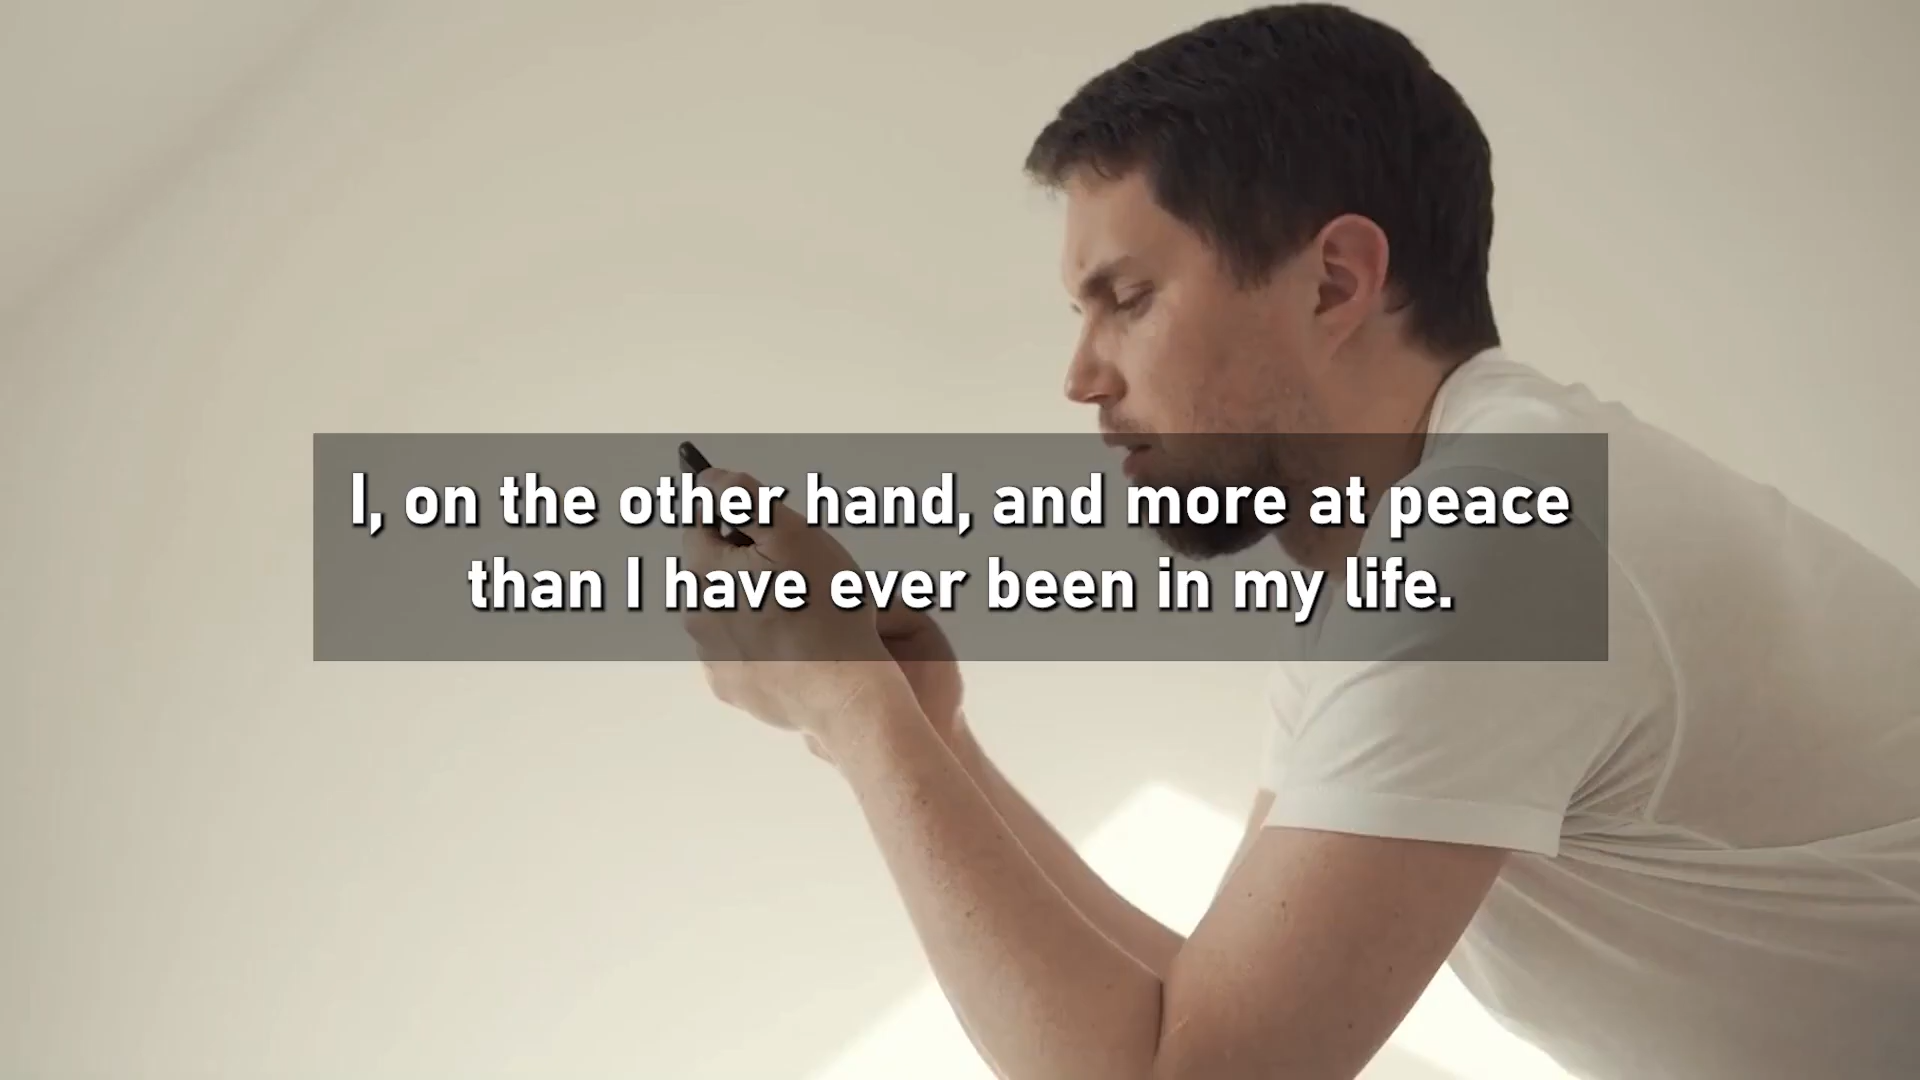 I, on the other hand, and more at peace
than I have ever been in my life.